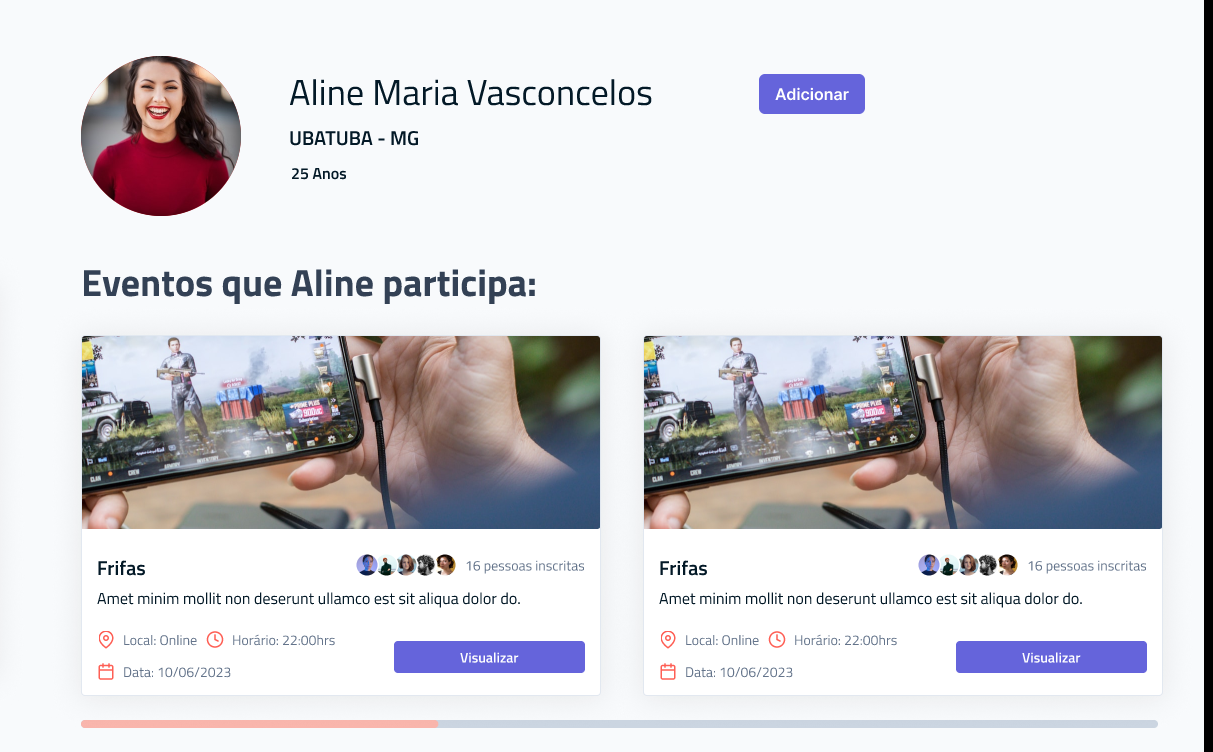 Aline Maria Vasconcelos
Adicionar
UBATUBA - MG
25 Anos
Eventos que Aline participa:
Frifas
16 pessoas inscritas
Amet minim mollit non deserunt ullamco est sit aliqua dolor do.
Local: Online Horário: 22:00hrs
Data: 10/06/2023
Visualizar
Frifas
16 pessoas inscritas
Amet minim mollit non deserunt ullamco est sit aliqua dolor do.
Local: Online Horário: 22:00hrs
Data: 10/06/2023
Visualizar